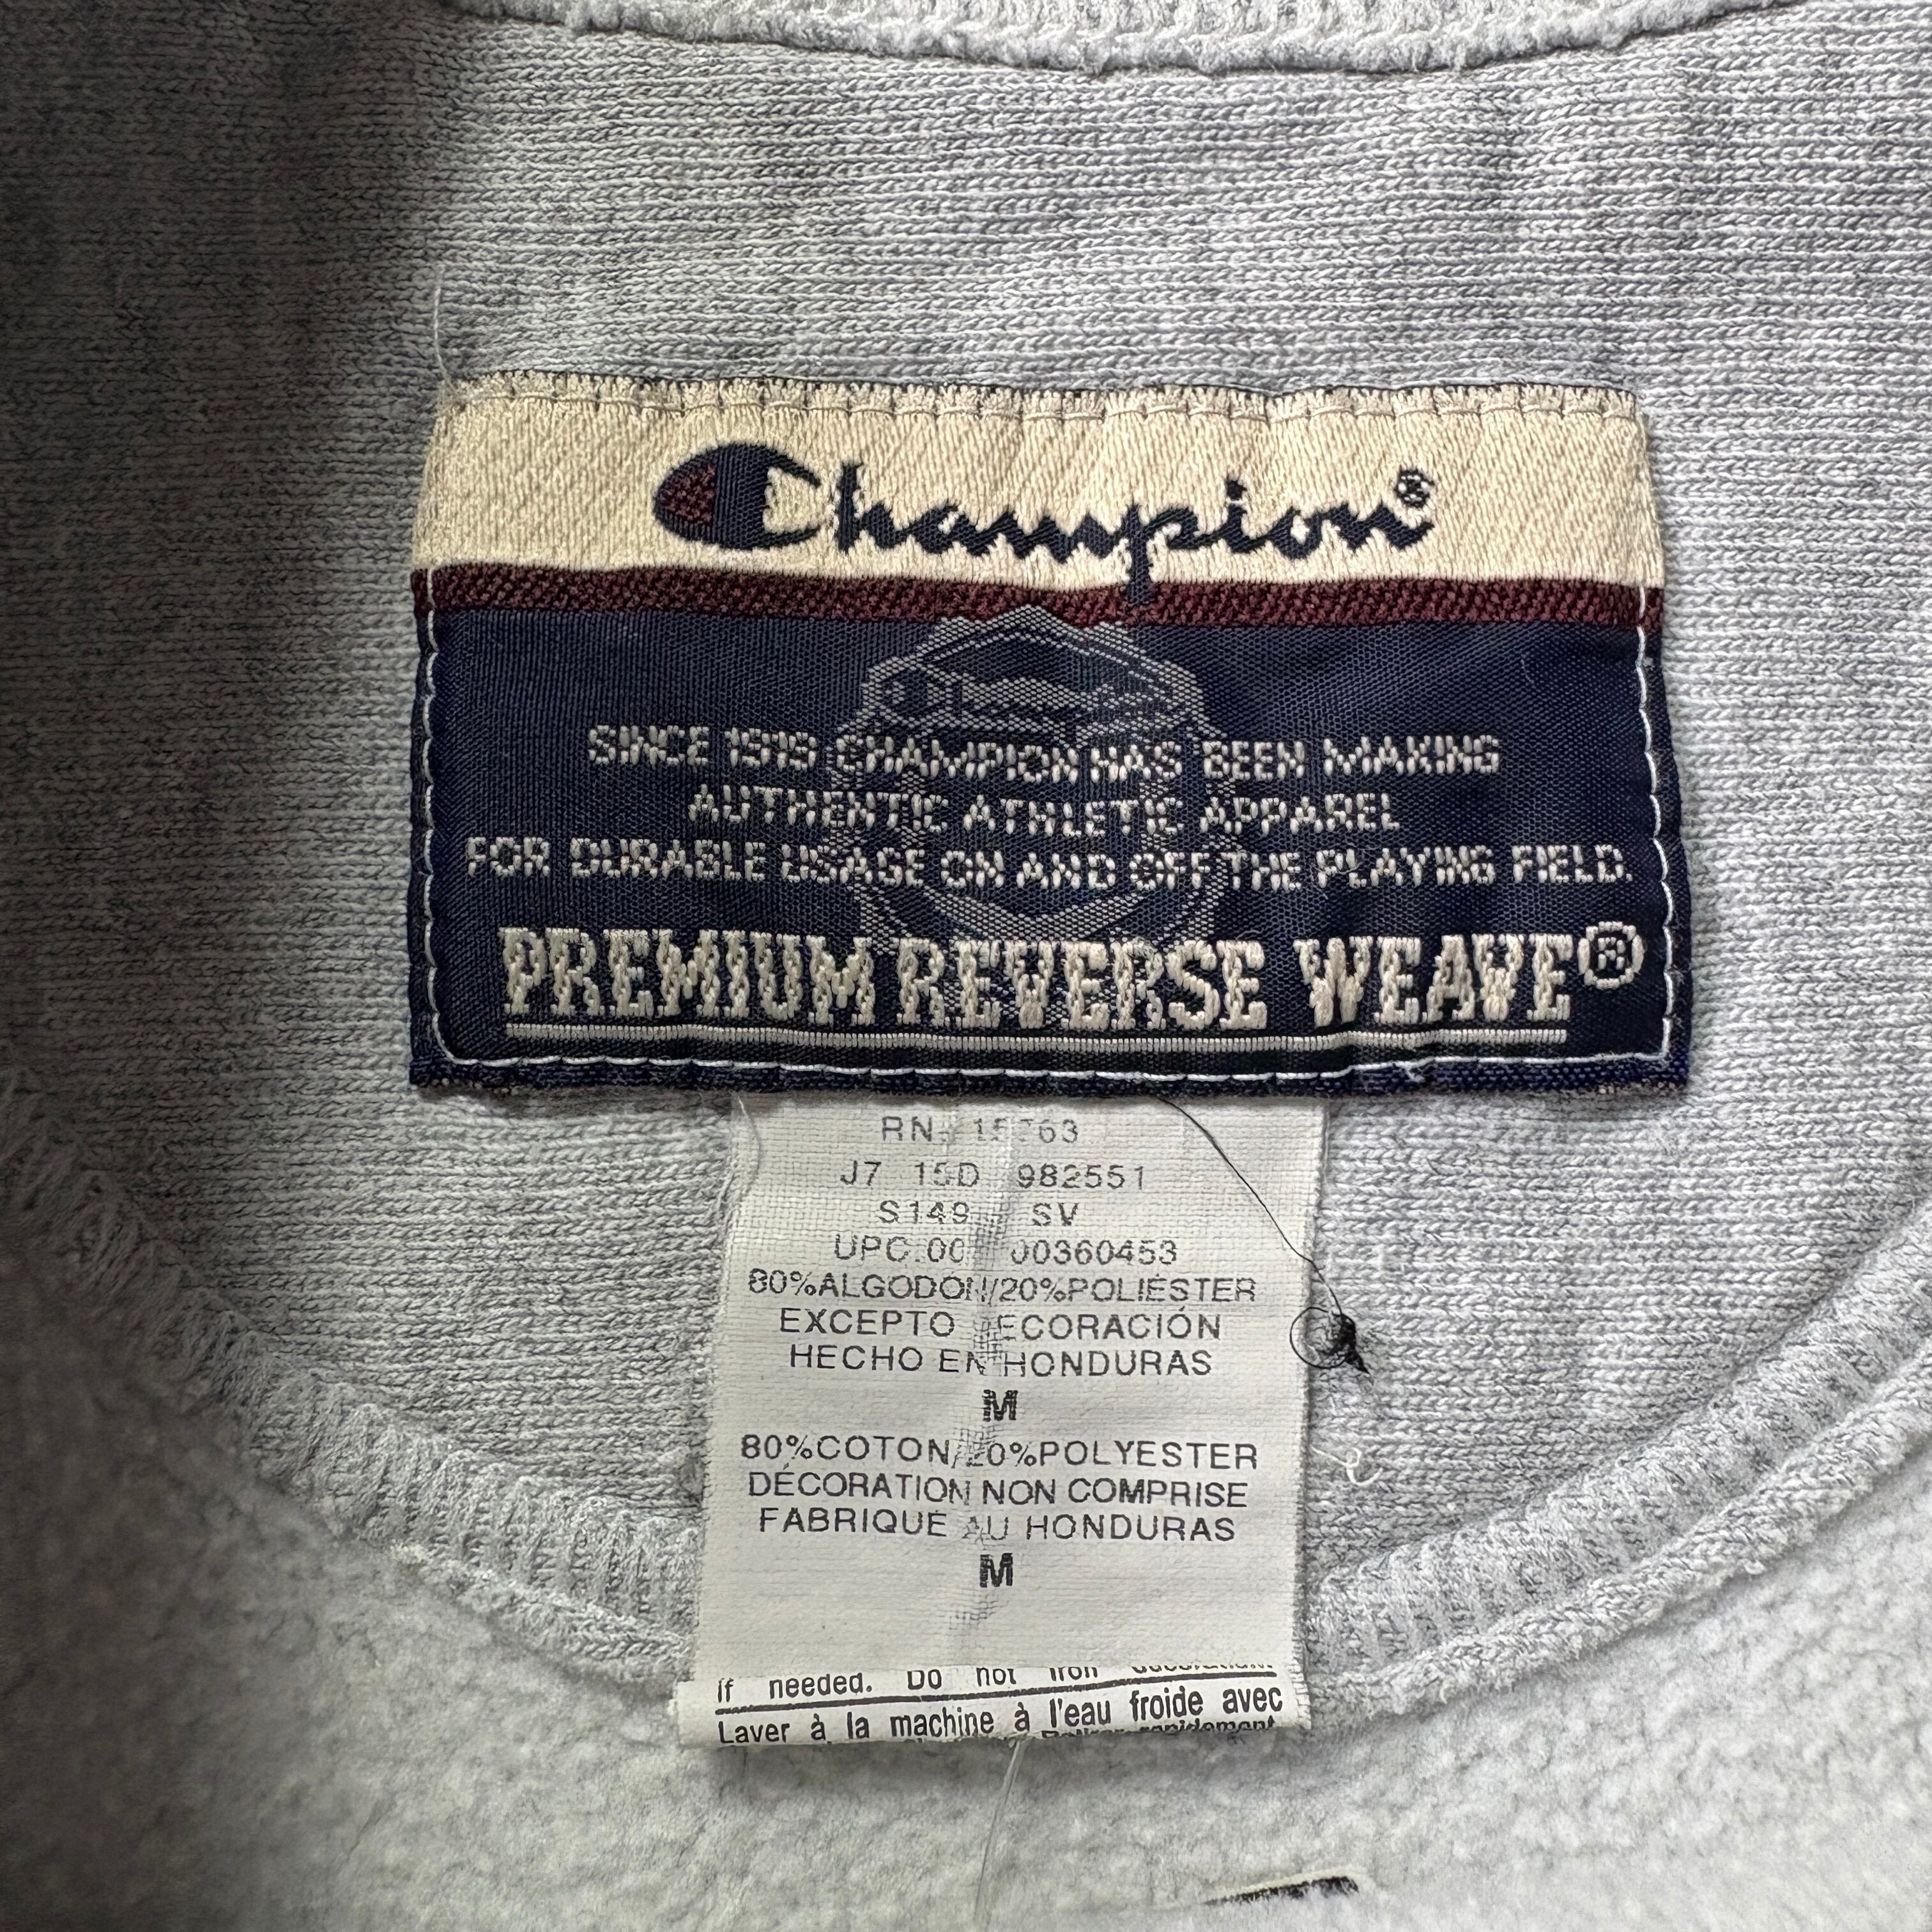 Champion®
SINCE 1919 CHAMPION HAS BEEN MAKING
AUTHENTIC ATHLETIC APPAREL
FOR DURABLE USAGE ON AND OFF THE PLAYING FIELD.
PREMIUM REVERSE WEAVE®
RN
J7 15D 982551
S149 SV
80%ALGODON/20%POLIÉSTER
EXCEPTO DECORACIÓN
HECHO EN HONDURAS
M
80%COTON/20%POLYESTER
DÉCORATION NON COMPRISE
FABRIQUÉ AU HONDURAS
M
if needed. Do not iron
Laver à la machine à l'eau froide avec